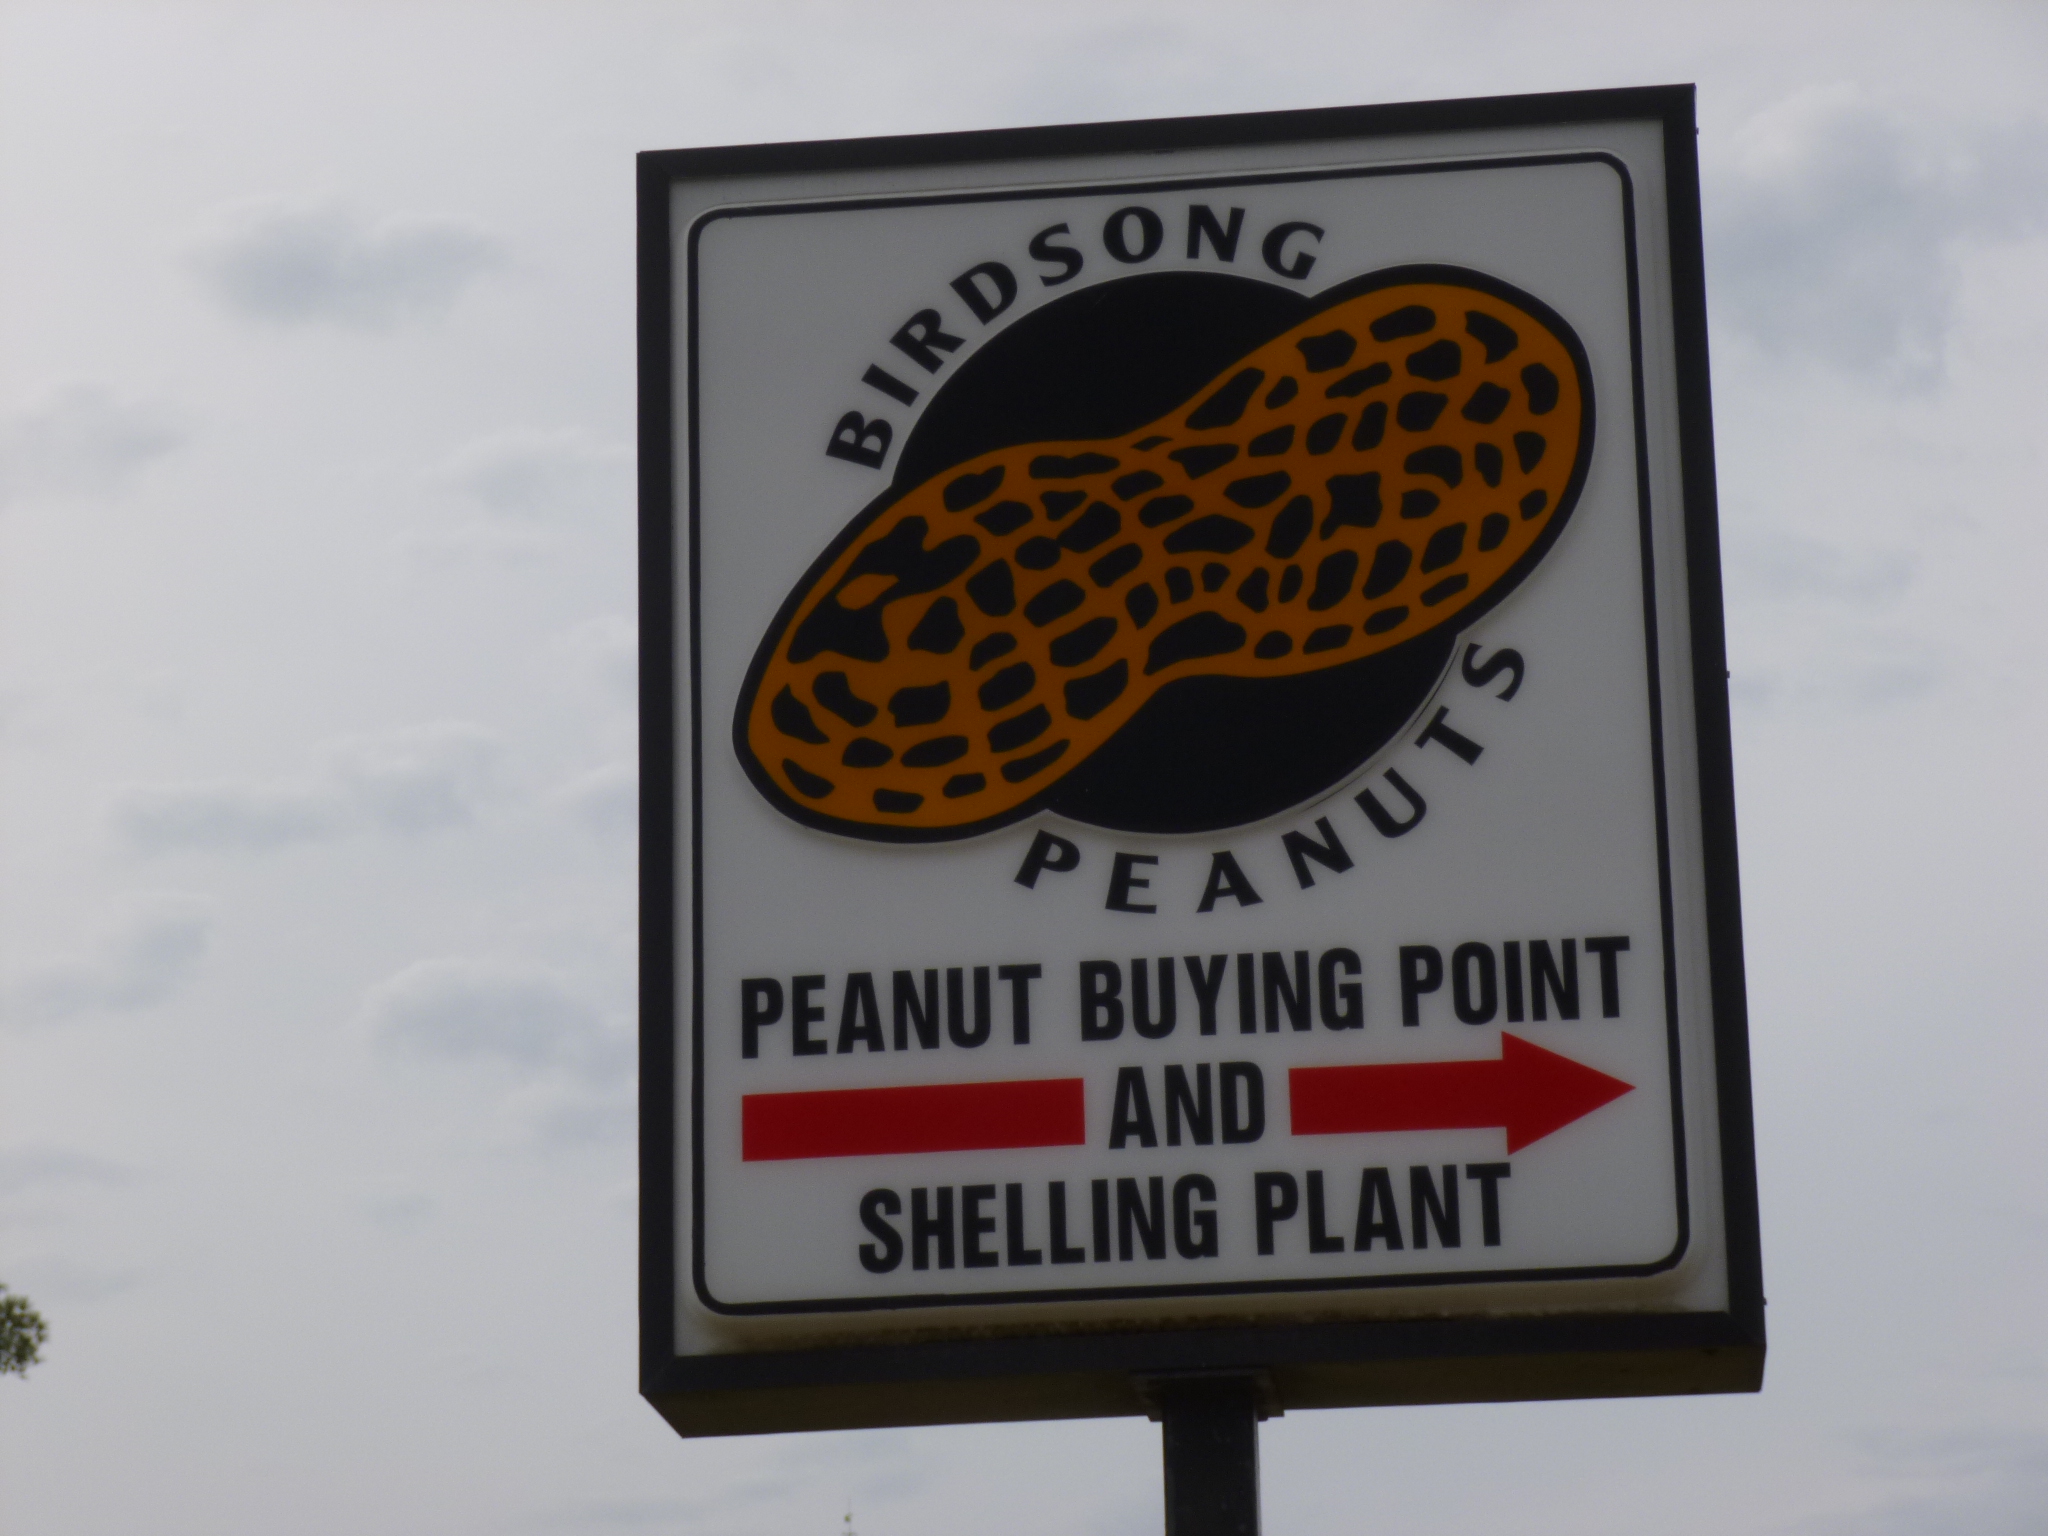 BIRDSONG
PEANUTS
PEANUT BUYING POINT
AND
SHELLING PLANT